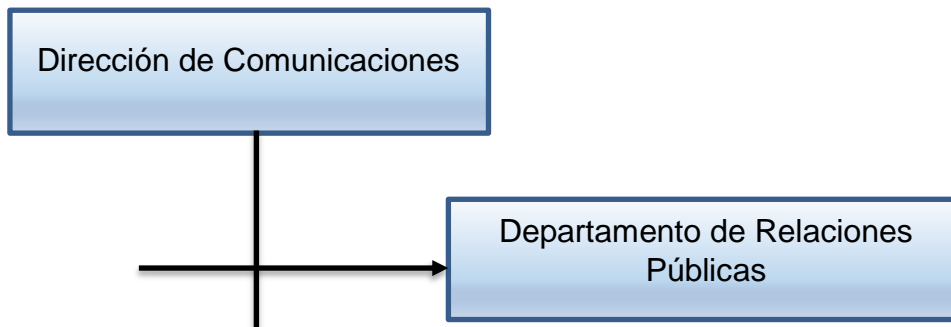 Dirección de Comunicaciones
Departamento de Relaciones
Públicas